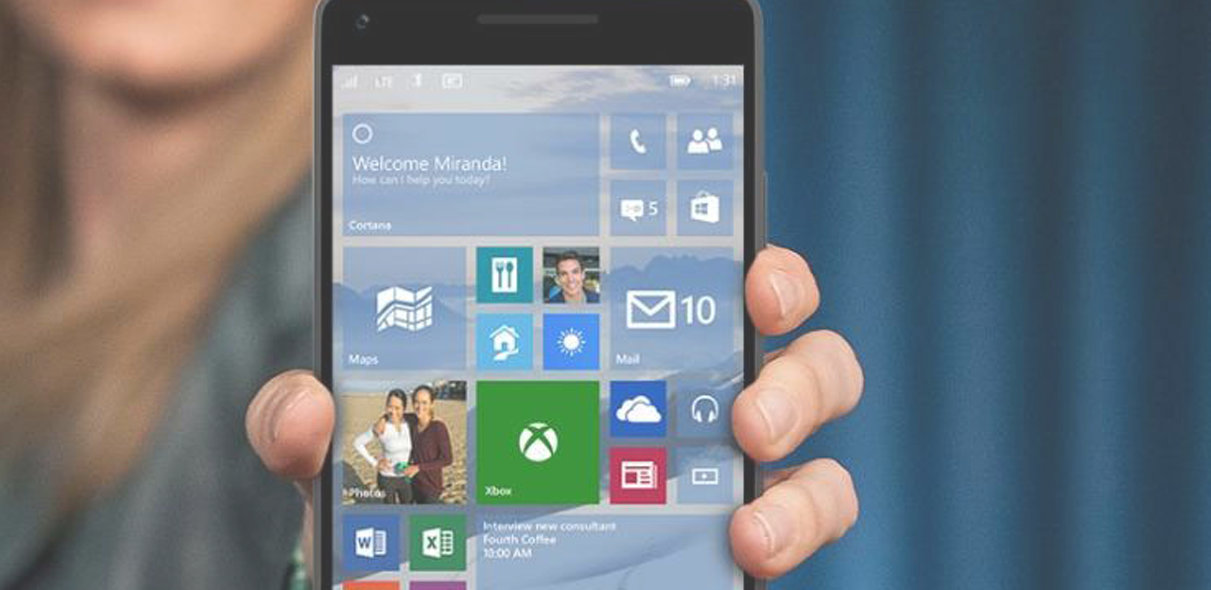 LTE 1:31
Welcome Miranda!
How can I help you today?
Cortana
5
Maps
10
Mail
Photos
Xbox
W
X
Interview new consultant
Fourth Coffee
10:00 AM